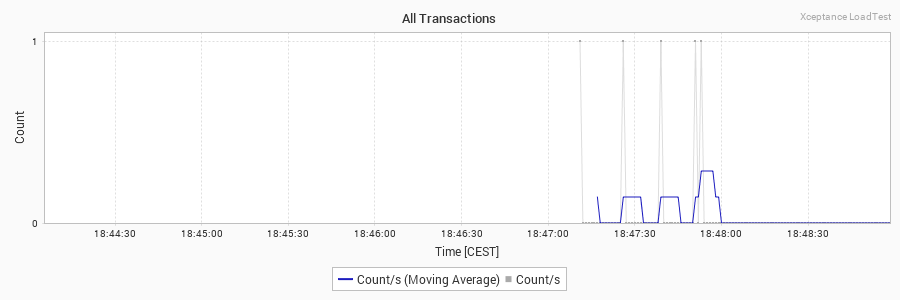 All Transactions
Xceptance LoadTest
1
Count
0
18:44:30 18:45:00 18:45:30 18:46:00 18:46:30 18:47:00 18:47:30 18:48:00 18:48:30
Time [CEST]
Count/s (Moving Average) Count/s